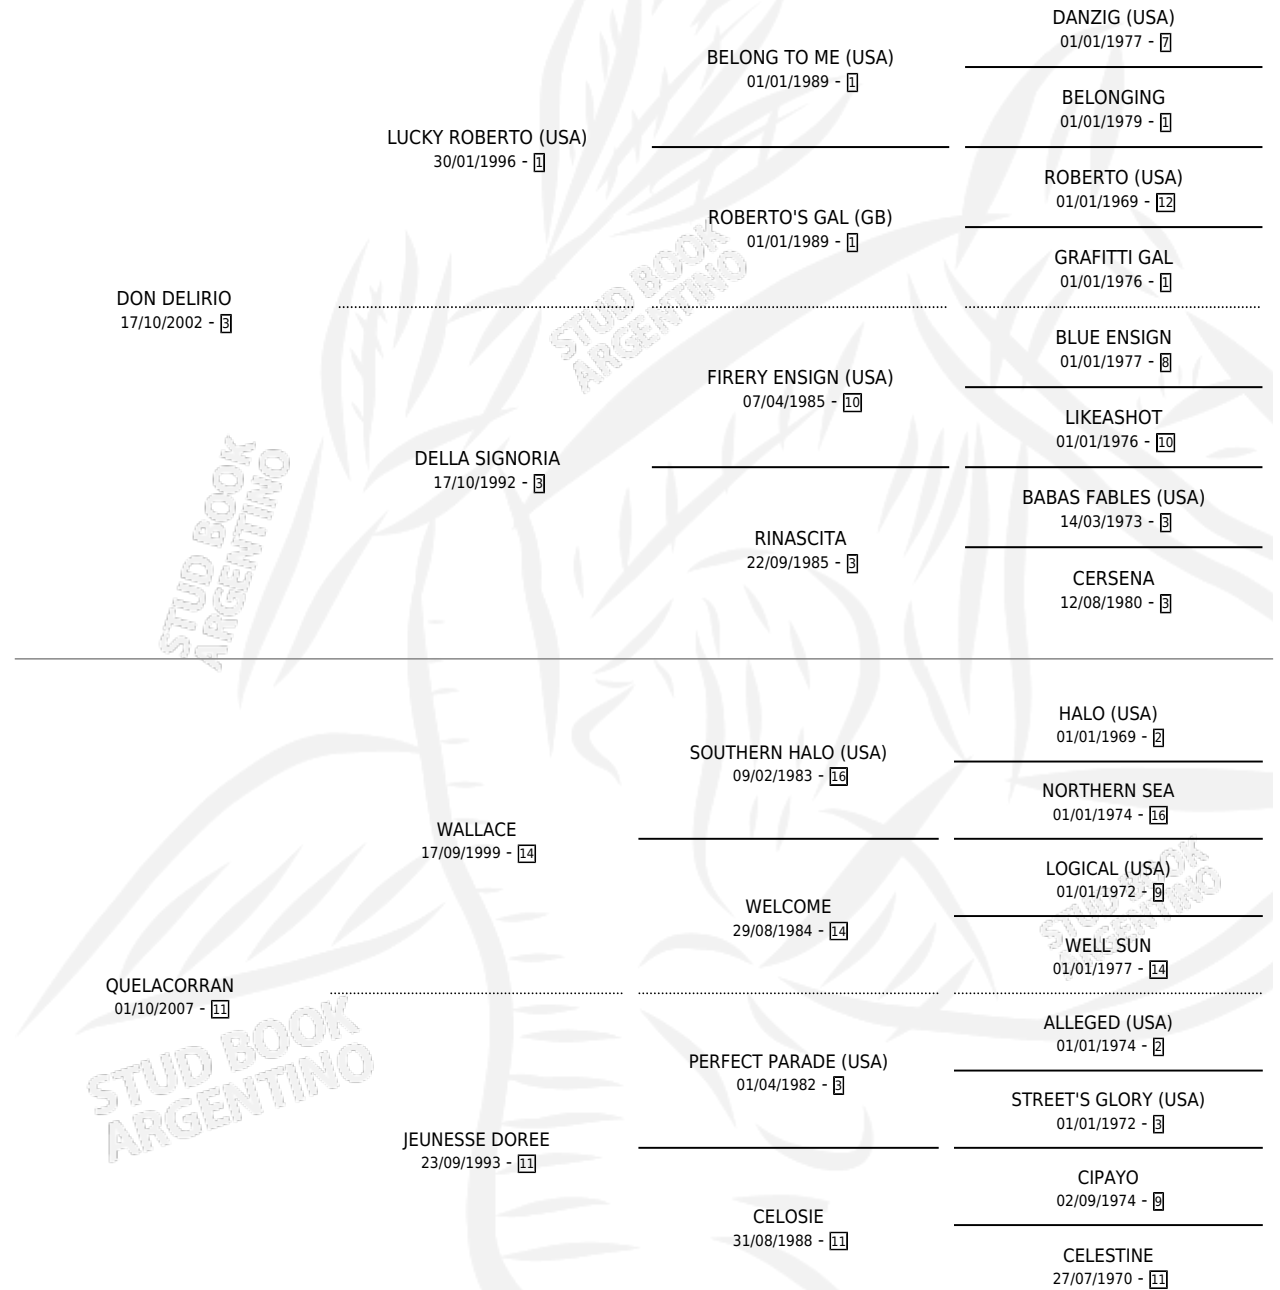 DANZIG (USA)
01/01/1977 - 7
BELONG TO ME (USA)
01/01/1989 - 1
BELONGING
01/01/1979 - 1
LUCKY ROBERTO (USA)
30/01/1996 - 1
ROBERTO (USA)
01/01/1969 - 12
ROBERTO'S GAL (GB)
01/01/1989 - 1
GRAFITTI GAL
01/01/1976 - 1
DON DELIRIO
17/10/2002 - 3
BLUE ENSIGN
01/01/1977 - 8
FIRERY ENSIGN (USA)
07/04/1985 - 10
LIKEASHOT
01/01/1976 - 10
DELLA SIGNORIA
17/10/1992 - 3
BABAS FABLES (USA)
14/03/1973 - 3
RINASCITA
22/09/1985 - 3
CERSENA
12/08/1980 - 3
STUD BOOK
ARGENTINO
STUD BOOK
ARGENTINO
HALO (USA)
01/01/1969 - 2
SOUTHERN HALO (USA)
09/02/1983 - 16
NORTHERN SEA
01/01/1974 - 16
WALLACE
17/09/1999 - 14
LOGICAL (USA)
01/01/1972 - 9
WELCOME
29/08/1984 - 14
WELL SUN
01/01/1977 - 14
STUD BOOK
ARGENTINO
QUELACORRAN
01/10/2007 - 11
ALLEGED (USA)
01/01/1974 - 2
PERFECT PARADE (USA)
01/04/1982 - 3
STREET'S GLORY (USA)
01/01/1972 - 3
JEUNESSE DOREE
23/09/1993 - 11
CIPAYO
02/09/1974 - 9
CELOSIE
31/08/1988 - 11
CELESTINE
27/07/1970 - 11
STUD BOOK
ARGENTINO